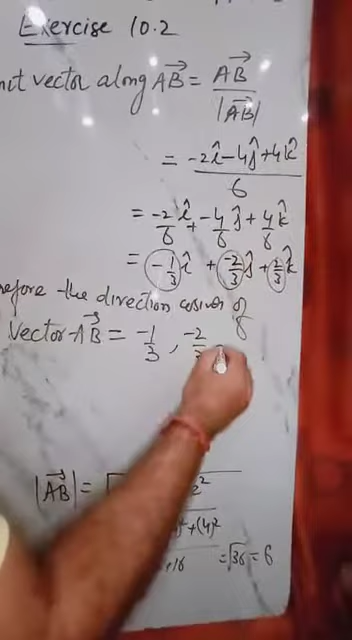 Exercise 10.2
unit vector along AB⃗ = AB⃗ / |AB⃗|
= -2î-4ĵ+4k̂ / 6
= -2/6 î + -4/6 ĵ + 4/6 k̂
= -1/3 î + -2/3 ĵ + 2/3 k̂
the direction cosines of
Vector AB⃗ = -1/3, -2/3
|AB⃗| = √ 2²
+(4)²
+16 = √36 = 6